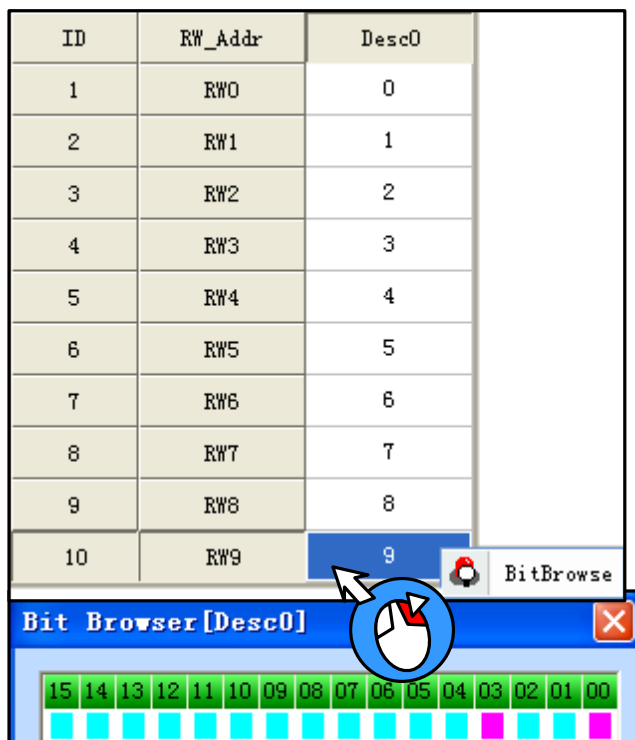 ID RW_Addr Desc0
1 RW0 0
2 RW1 1
3 RW2 2
4 RW3 3
5 RW4 4
6 RW5 5
7 RW6 6
8 RW7 7
9 RW8 8
10 RW9 9
BitBrowse
Bit Browser[Desc0]
15 14 13 12 11 10 09 08 07 06 05 04 03 02 01 00